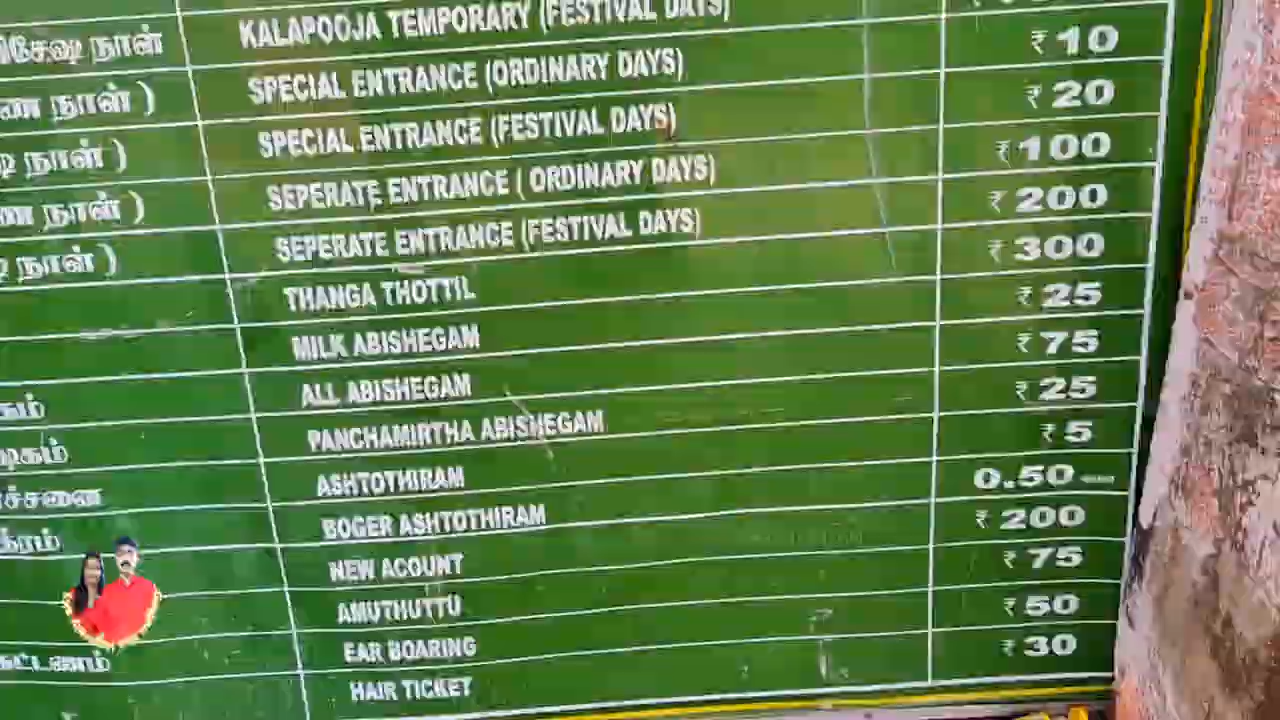 நாள் KALAPOOJA TEMPORARY (FESTIVAL DAYS)
நாள் ) SPECIAL ENTRANCE (ORDINARY DAYS) ₹ 10
நாள் ) SPECIAL ENTRANCE (FESTIVAL DAYS) ₹ 20
நாள் ) SEPERATE ENTRANCE ( ORDINARY DAYS) ₹ 100
நாள் ) SEPERATE ENTRANCE (FESTIVAL DAYS) ₹ 200
THANGA THOTTIL ₹ 300
MILK ABISHEGAM ₹ 25
ALL ABISHEGAM ₹ 75
PANCHAMIRTHA ABISHEGAM ₹ 25
ASHTOTHIRAM ₹ 5
BOGER ASHTOTHIRAM 0.50
NEW ACOUNT ₹ 200
AMUTHUTTU ₹ 75
EAR BOARING ₹ 50
HAIR TICKET ₹ 30